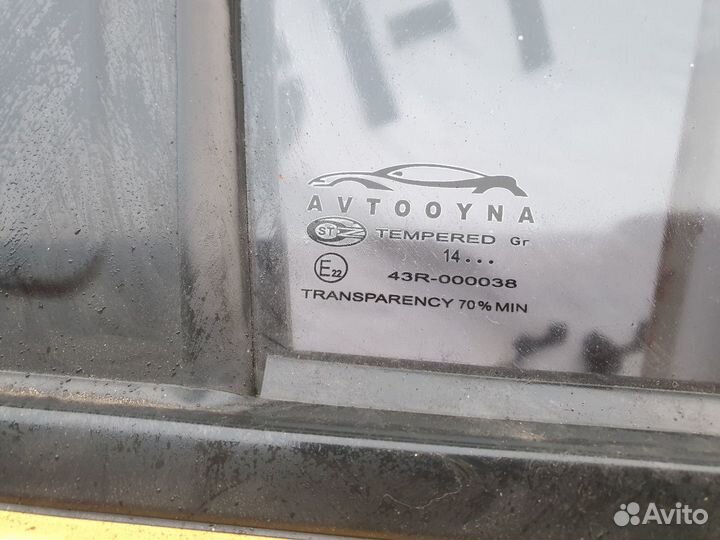 AVTOOYNA
ST TEMPERED Gr
14...
E22 43R-000038
TRANSPARENCY 70% MIN
Avito